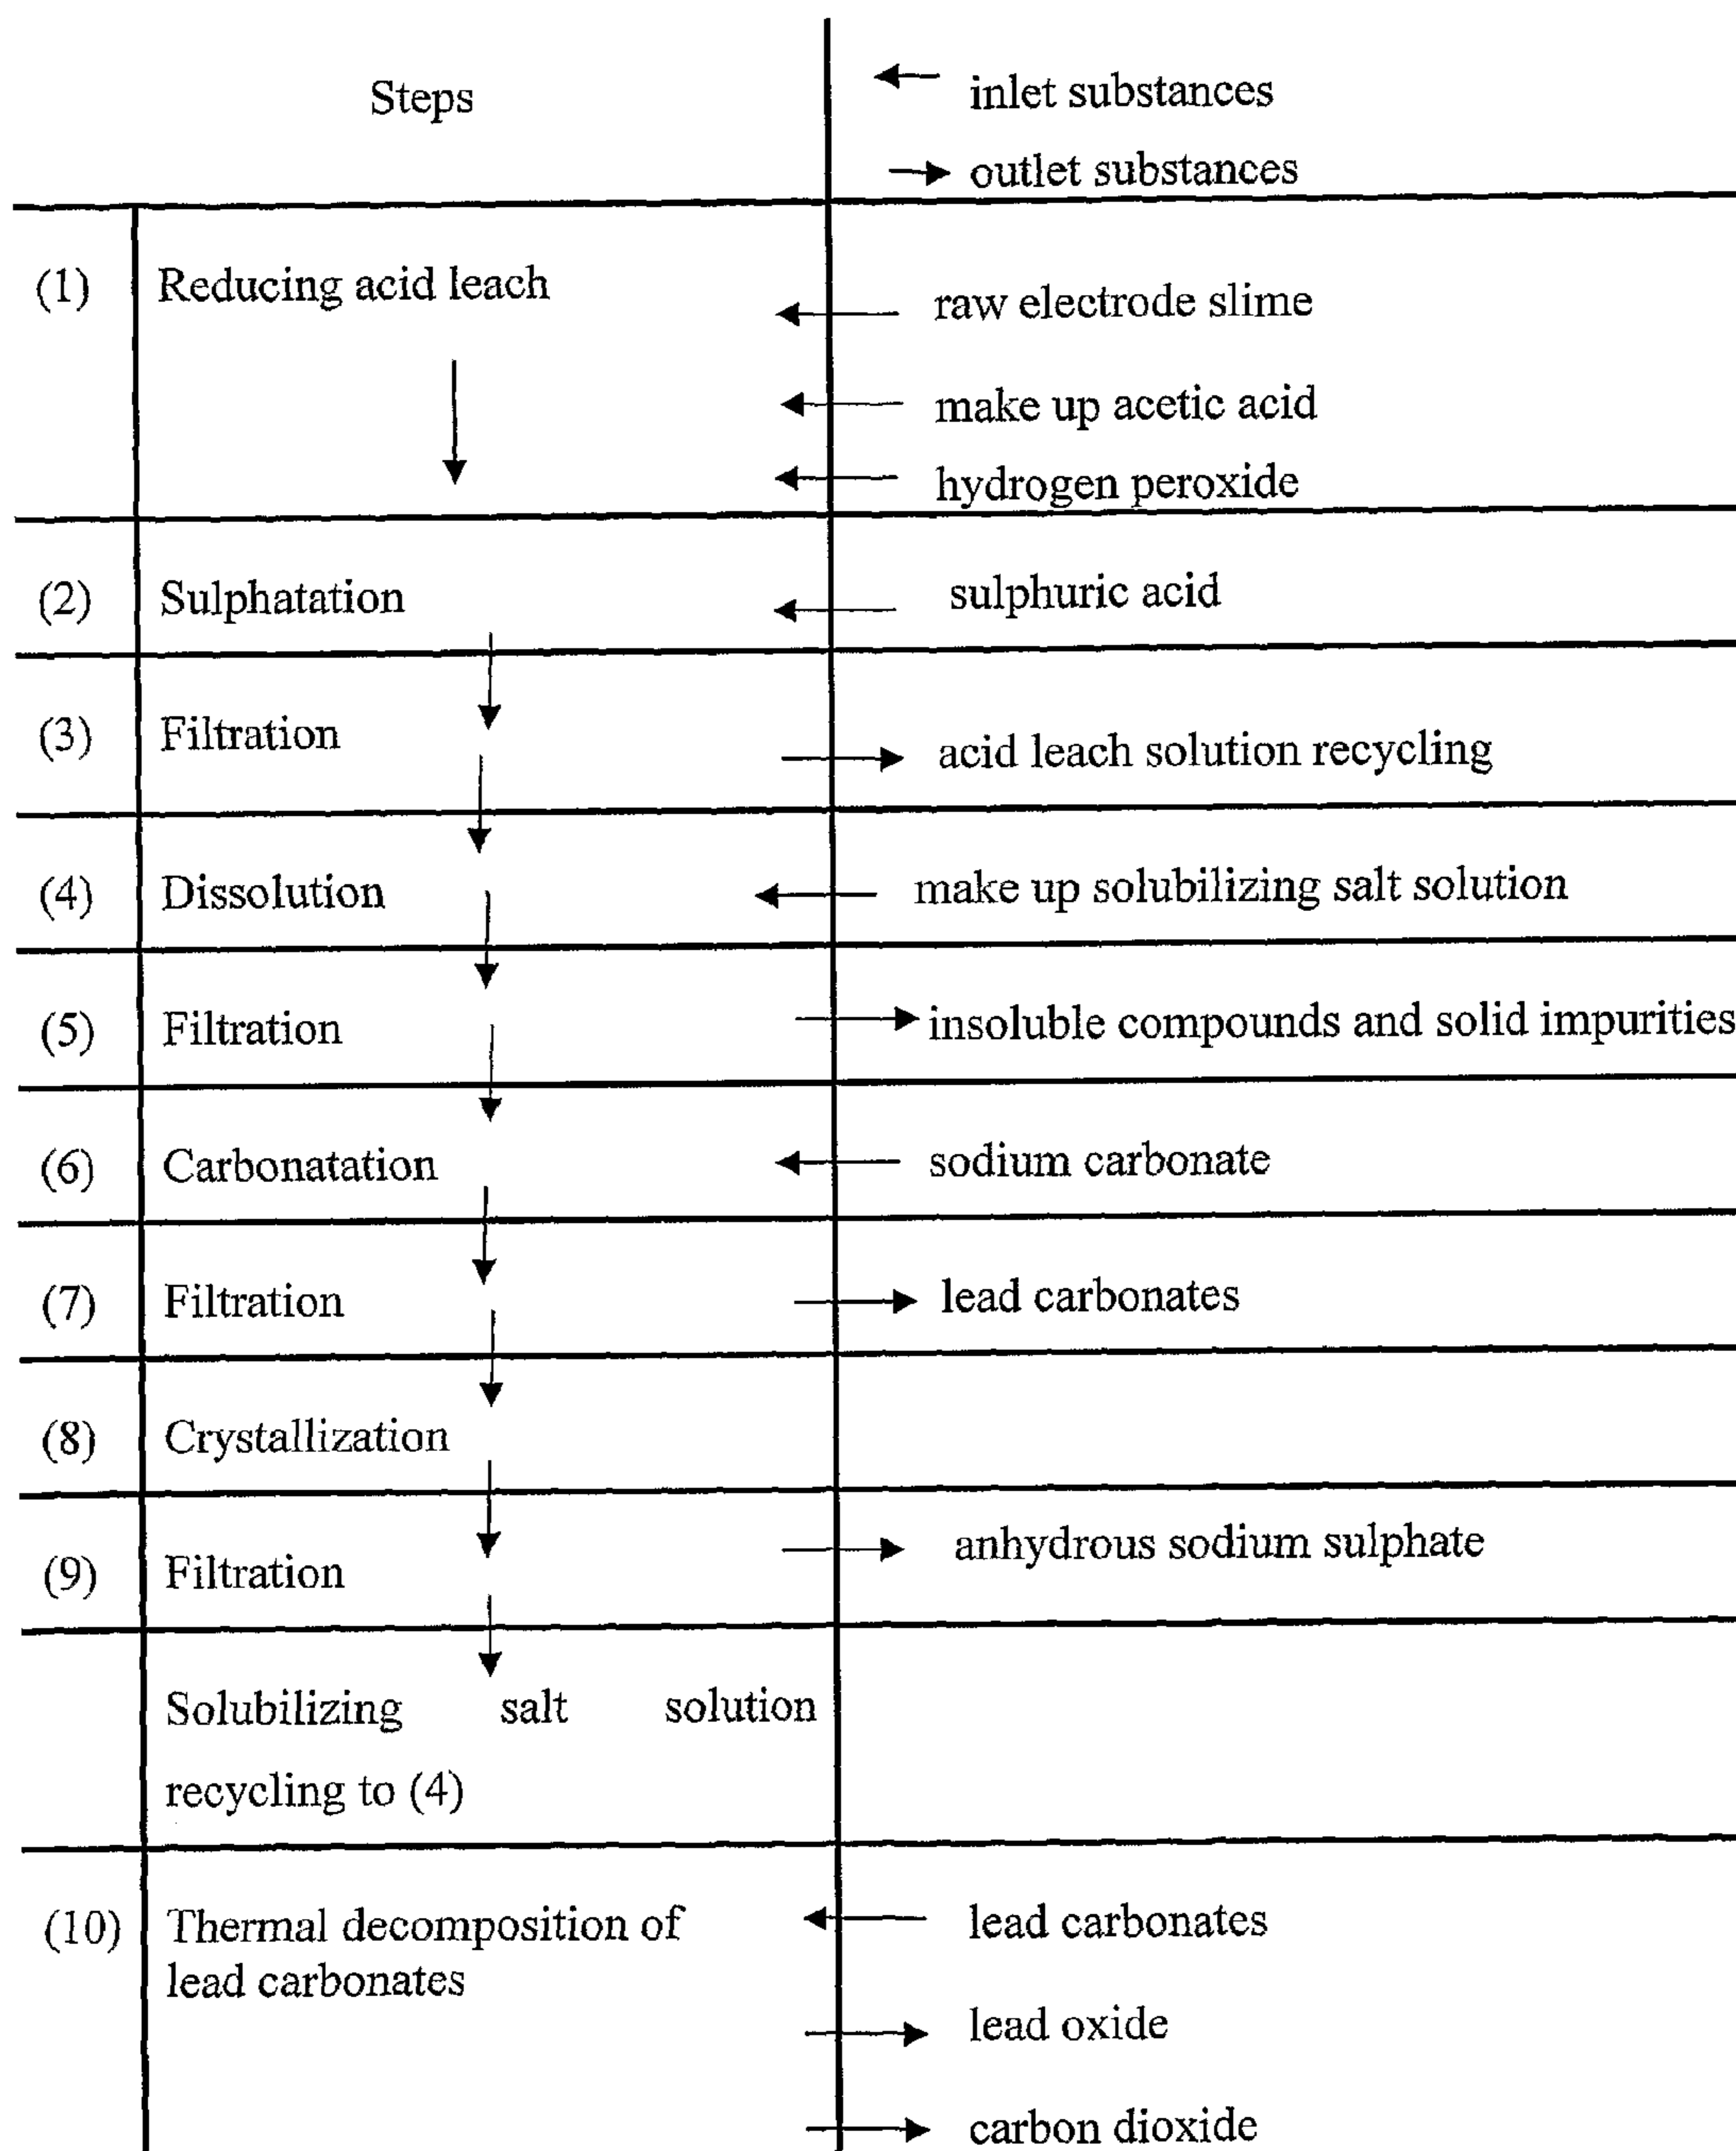 Steps
inlet substances
outlet substances
(1) Reducing acid leach
raw electrode slime
make up acetic acid
hydrogen peroxide
(2) Sulphatation
sulphuric acid
(3) Filtration
acid leach solution recycling
(4) Dissolution
make up solubilizing salt solution
(5) Filtration
insoluble compounds and solid impurities
(6) Carbonatation
sodium carbonate
(7) Filtration
lead carbonates
(8) Crystallization
(9) Filtration
anhydrous sodium sulphate
Solubilizing salt solution
recycling to (4)
(10) Thermal decomposition of
lead carbonates
lead carbonates
lead oxide
carbon dioxide